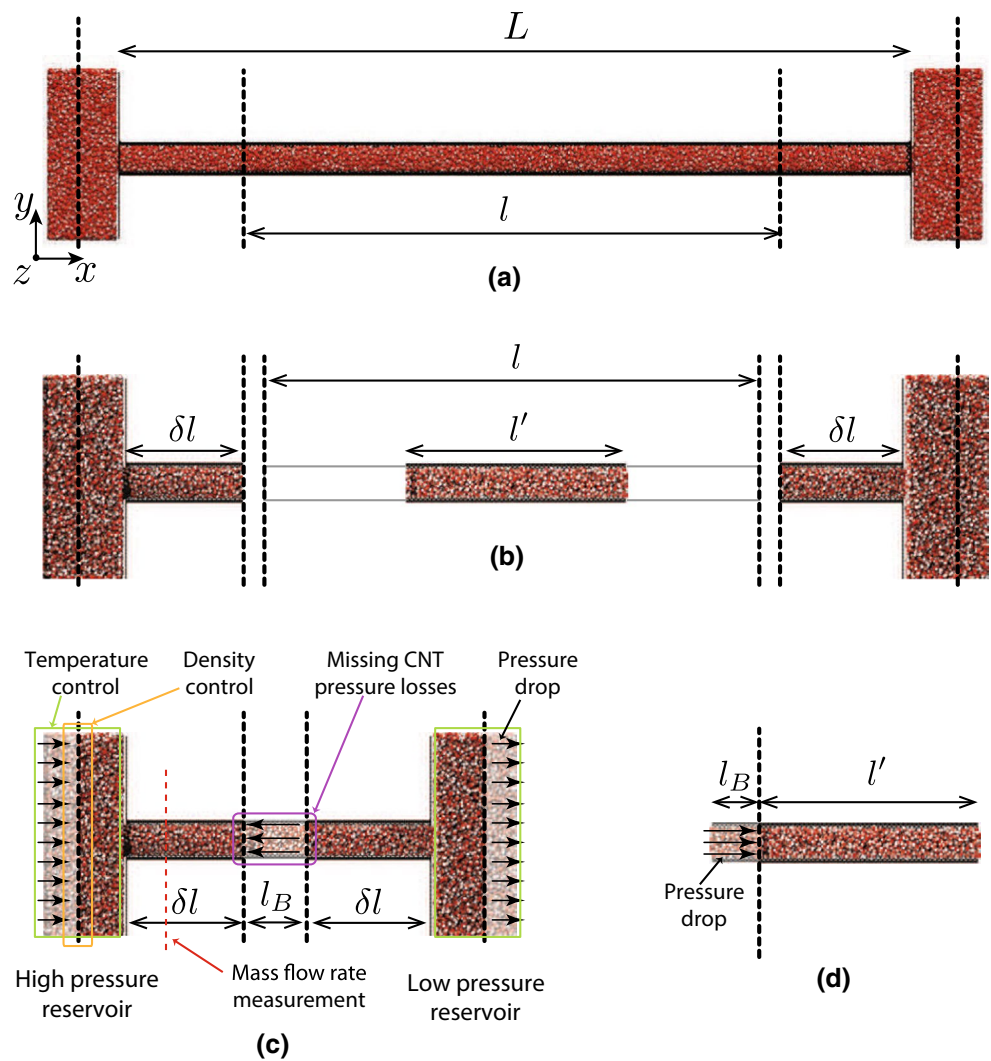 L
l
y
z
x
(a)
l
δl
l′
δl
(b)
Temperature
control
Density
control
Missing CNT
pressure losses
Pressure
drop
l_B
l′
δl
l_B
δl
Pressure
drop
High pressure
reservoir
Mass flow rate
measurement
Low pressure
reservoir
(d)
(c)